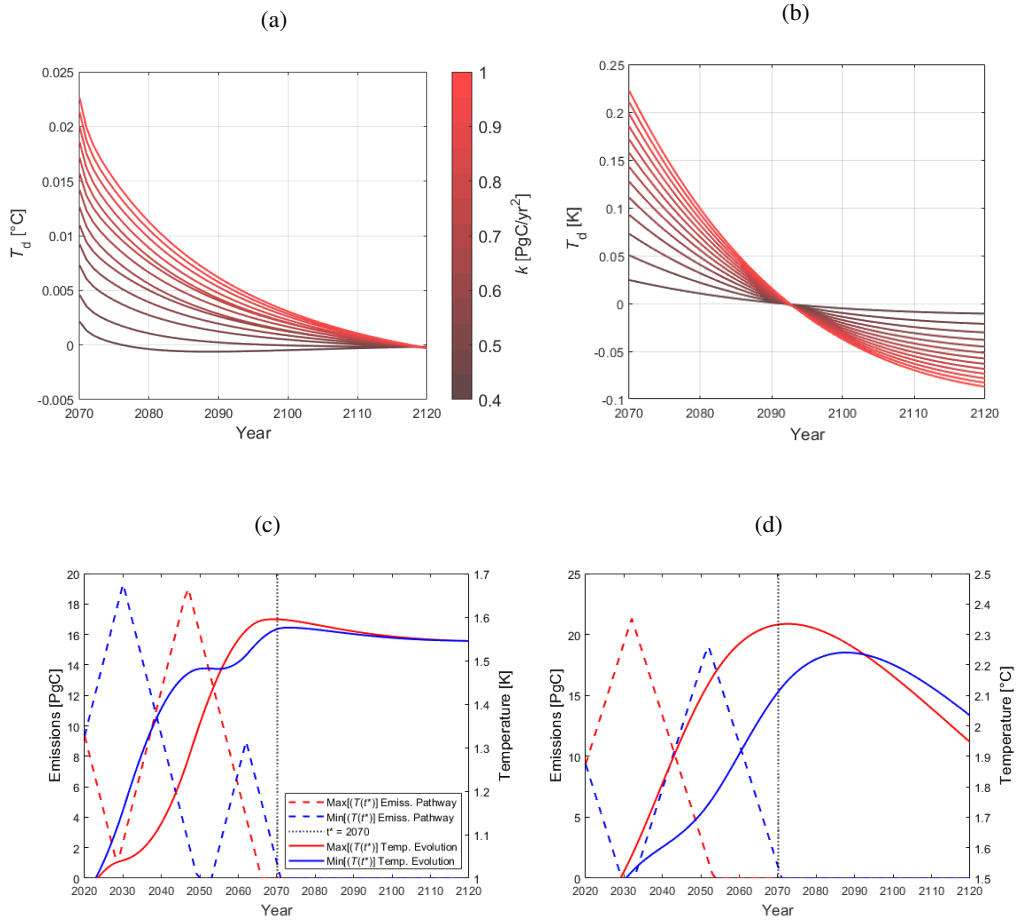 (a)
0.025
0.02
0.015
0.01
0.005
0
-0.005
T_d [°C]
2070 2080 2090 2100 2110 2120
Year
1
0.9
0.8
0.7
0.6
0.5
0.4
k [PgC/yr²]
(b)
0.25
0.2
0.15
0.1
0.05
0
-0.05
-0.1
T_d [K]
2070 2080 2090 2100 2110 2120
Year
(c)
20
18
16
14
12
10
8
6
4
2
0
Emissions [PgC]
1.7
1.6
1.5
1.4
1.3
1.2
1.1
1
Temperature [K]
Max[(T(t*)] Emiss. Pathway
Min[(T(t*)] Emiss. Pathway
t* = 2070
Max[(T(t*)] Temp. Evolution
Min[(T(t*)] Temp. Evolution
2020 2030 2040 2050 2060 2070 2080 2090 2100 2110 2120
Year
(d)
25
20
15
10
5
0
Emissions [PgC]
2.5
2.4
2.3
2.2
2.1
2
1.9
1.8
1.7
1.6
1.5
Temperature [°C]
2020 2030 2040 2050 2060 2070 2080 2090 2100 2110 2120
Year